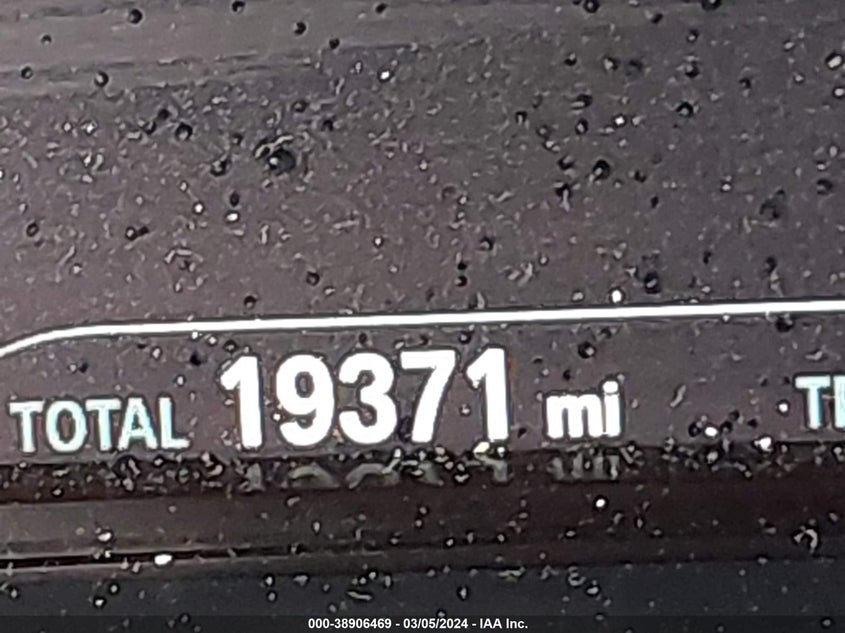 TOTAL 19371 mi
000-38906469 - 03/05/2024 - IAA Inc.